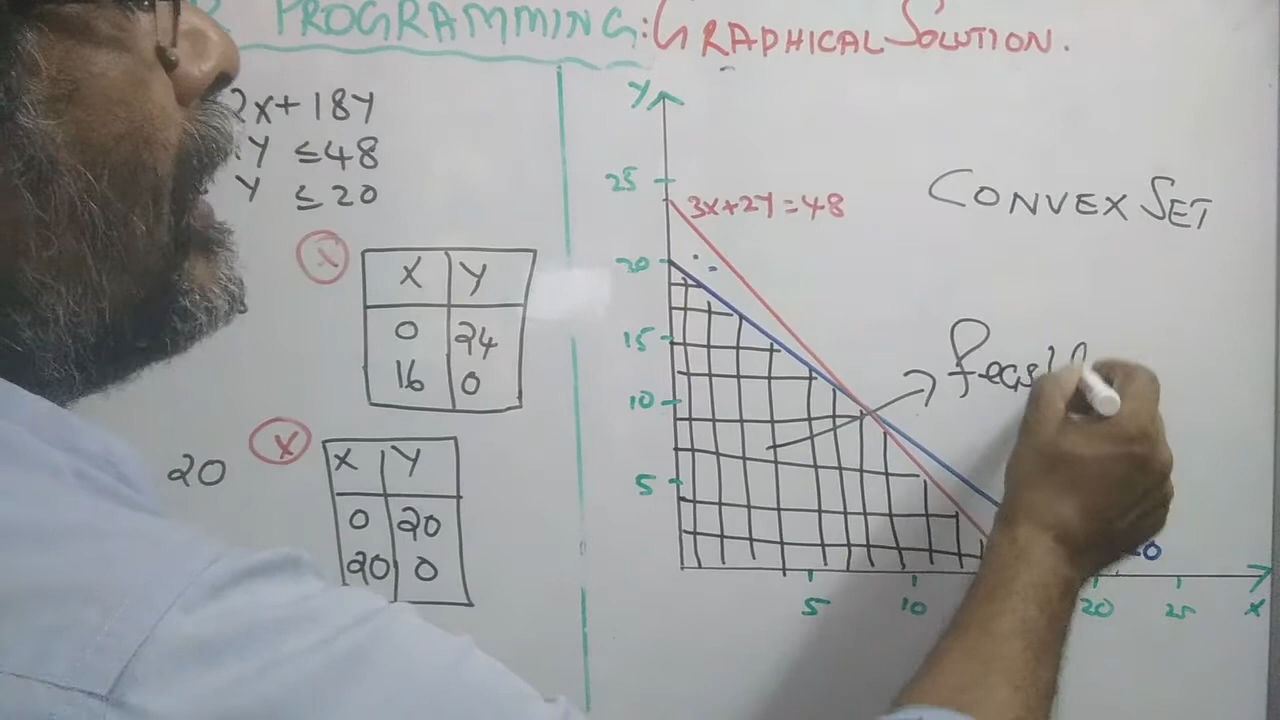 PROGRAMMING: GRAPHICAL SOLUTION.
2X+18Y
Y ≤48
Y ≤20
X
X Y
0 24
16 0
20
X
X Y
0 20
20 0
Y
25
3X+2Y=48
20
15
10
5
5 10 20 25
X
CONVEX SET